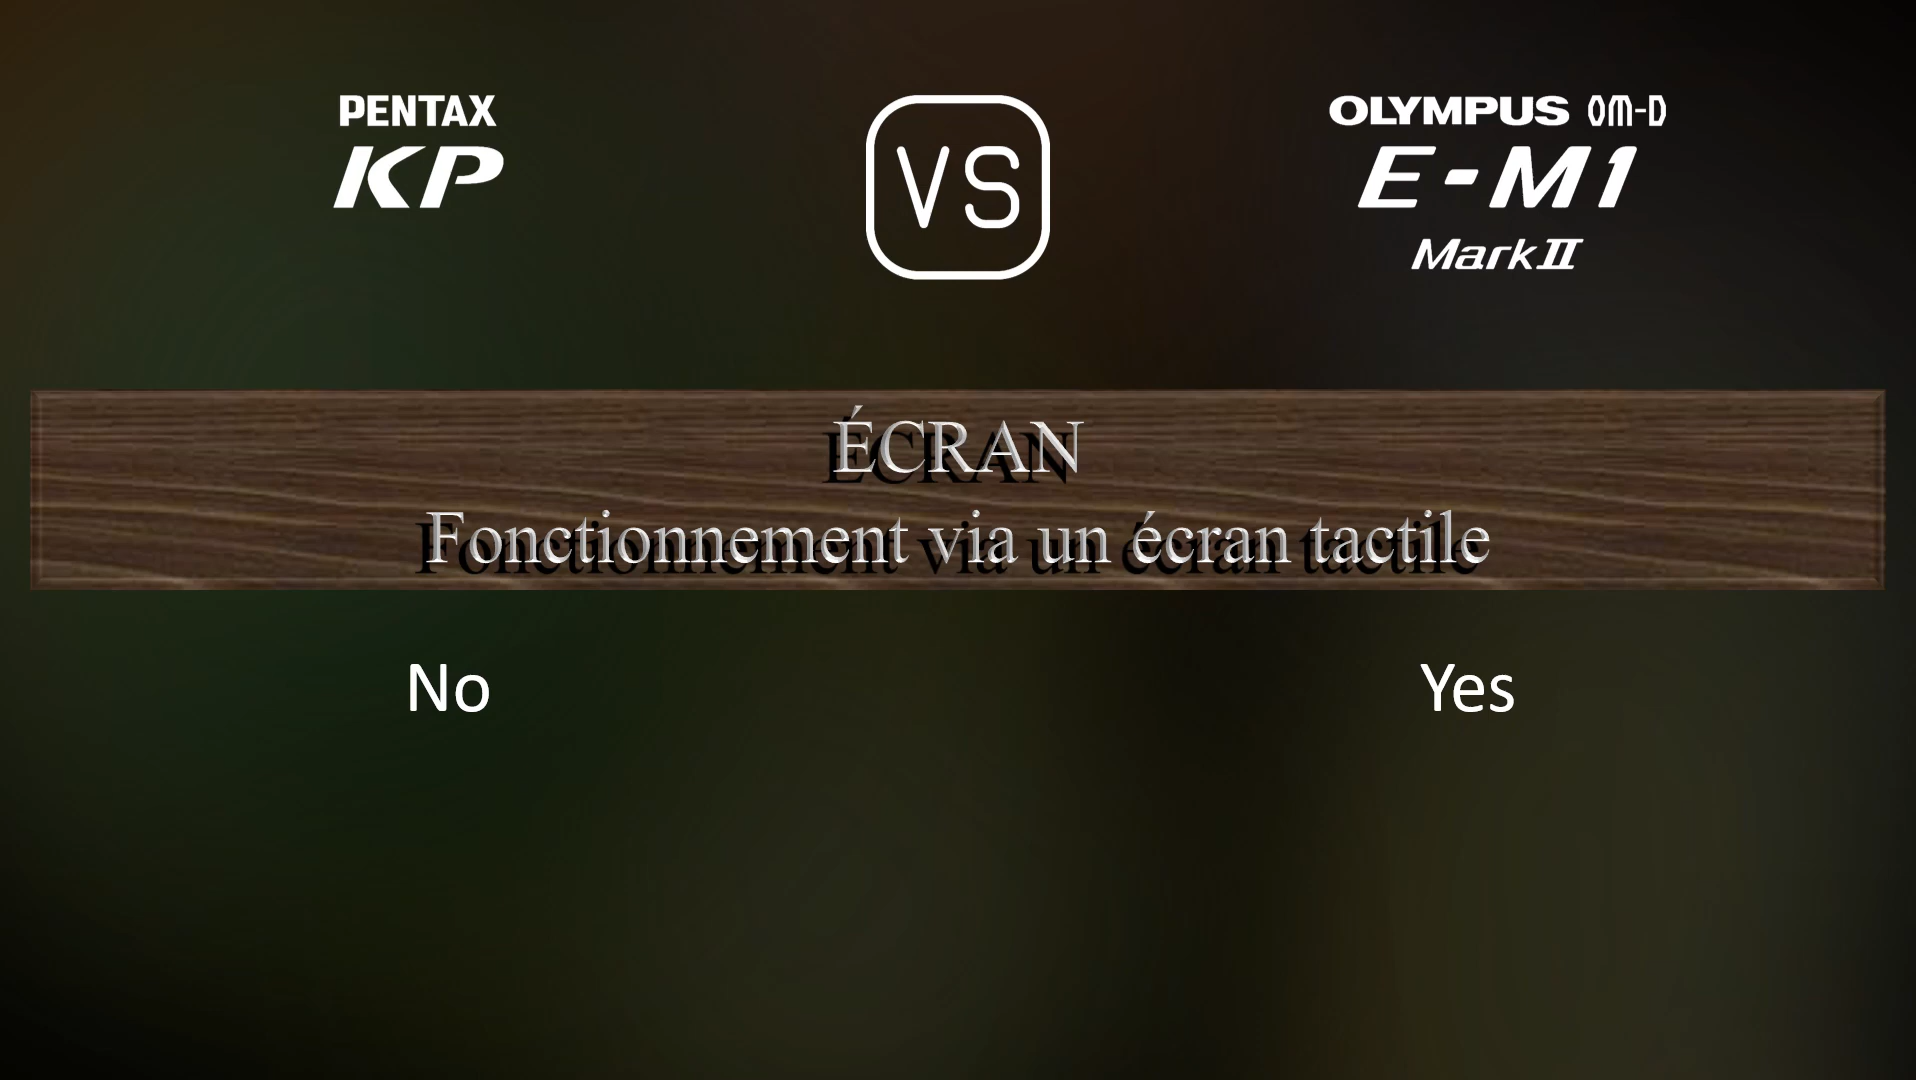 PENTAX
KP
VS
OLYMPUS OM-D
E-M1
Mark II
ÉCRAN
Fonctionnement via un écran tactile
No
Yes